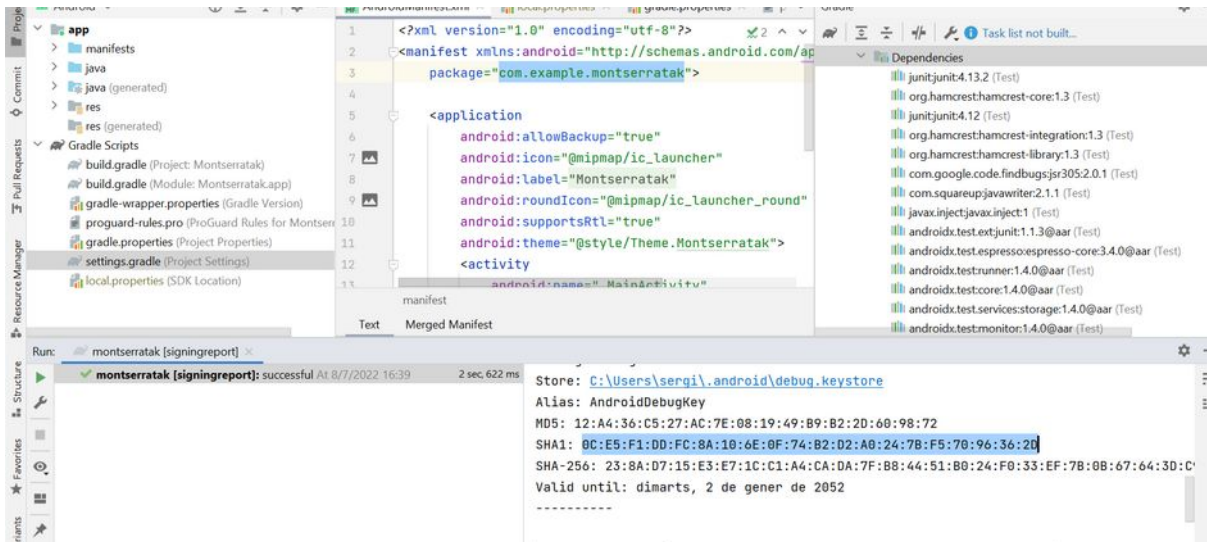 Android
AndroidManifest.xml
local.properties
gradle.properties
Gradle
app
manifests
java
java (generated)
res
res (generated)
Gradle Scripts
build.gradle (Project: Montserratak)
build.gradle (Module: Montserratak.app)
gradle-wrapper.properties (Gradle Version)
proguard-rules.pro (ProGuard Rules for Montserr
gradle.properties (Project Properties)
settings.gradle (Project Settings)
local.properties (SDK Location)
Commit
Pull Requests
Resource Manager
1 <?xml version="1.0" encoding="utf-8"?> 2
2 <manifest xmlns:android="http://schemas.android.com/ap
3 package="com.example.montserratak">
4
5 <application
6 android:allowBackup="true"
7 android:icon="@mipmap/ic_launcher"
8 android:label="Montserratak"
9 android:roundIcon="@mipmap/ic_launcher_round"
10 android:supportsRtl="true"
11 android:theme="@style/Theme.Montserratak">
12 <activity
13 android:name=".MainActivity"
manifest
Text Merged Manifest
Task list not built...
Dependencies
junit:junit:4.13.2 (Test)
org.hamcrest:hamcrest-core:1.3 (Test)
junit:junit:4.12 (Test)
org.hamcrest:hamcrest-integration:1.3 (Test)
org.hamcrest:hamcrest-library:1.3 (Test)
com.google.code.findbugs:jsr305:2.0.1 (Test)
com.squareup:javawriter:2.1.1 (Test)
javax.inject:javax.inject:1 (Test)
androidx.test.ext:junit:1.1.3@aar (Test)
androidx.test.espresso:espresso-core:3.4.0@aar (Test)
androidx.test:runner:1.4.0@aar (Test)
androidx.test:core:1.4.0@aar (Test)
androidx.test.services:storage:1.4.0@aar (Test)
androidx.test:monitor:1.4.0@aar (Test)
Run: montserratak [signingreport]
montserratak [signingreport]: successful At 8/7/2022 16:39 2 sec, 622 ms
Structure
Favorites
Store: C:\Users\sergi\.android\debug.keystore
Alias: AndroidDebugKey
MD5: 12:A4:36:C5:27:AC:7E:08:19:49:B9:B2:2D:60:98:72
SHA1: 0C:E5:F1:DD:FC:8A:10:6E:0F:74:B2:D2:A0:24:7B:F5:70:96:36:2D
SHA-256: 23:8A:D7:15:E3:E7:1C:C1:A4:CA:DA:7F:B8:44:51:B0:24:F0:33:EF:7B:0B:67:64:3D:C
Valid until: dimarts, 2 de gener de 2052
----------